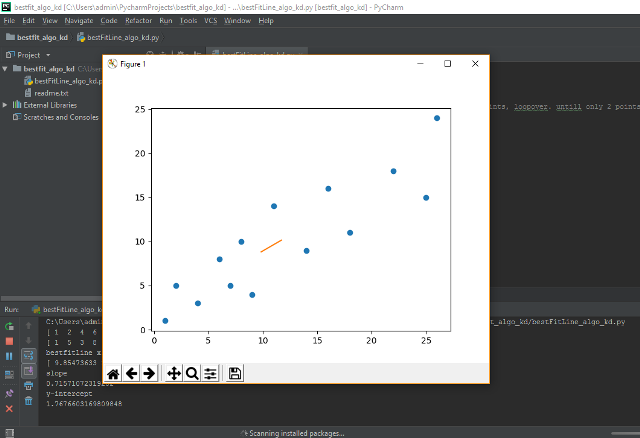 bestfit_algo_kd [C:\Users\admin\PycharmProjects\bestfit_algo_kd] - ...\bestFitLine_algo_kd.py [bestfit_algo_kd] - PyCharm
File Edit View Navigate Code Refactor Run Tools VCS Window Help
bestfit_algo_kd bestFitLine_algo_kd.py
Project
bestfit_algo_kd C:\Users
bestFitLine_algo_kd.p
readme.txt
External Libraries
Scratches and Consoles
Figure 1
ints, loopover. untill only 2 points
25
20
15
10
5
0
0 5 10 15 20 25
Run: bestFitLine_algo_kd
C:\Users\admi
t_algo_kd/bestFitLine_algo_kd.py
[ 1 2 4 6
[ 1 5 3 8
bestfitline x
[ 9.85473633
slope
y-intercept
1.7676603169809848
Scanning installed packages...